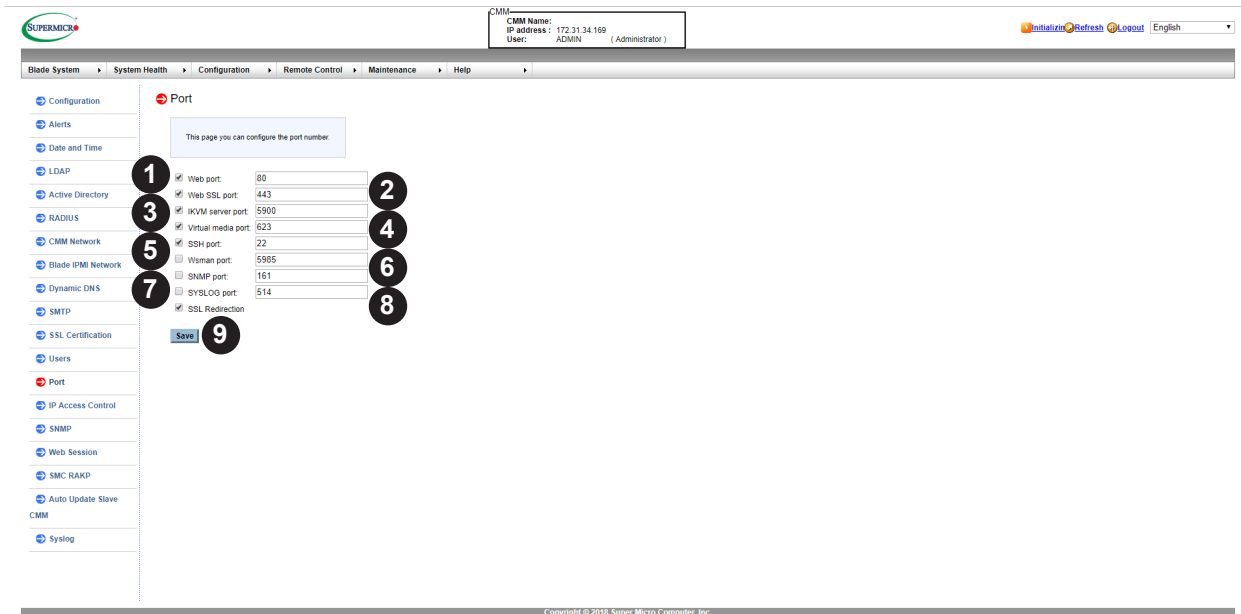 SUPERMICR
CMM
CMM Name:
IP address : 172.31.34.169
User: ADMIN ( Administrator )
Initializin Refresh Logout English
Blade System System Health Configuration Remote Control Maintenance Help
Configuration
Alerts
Date and Time
LDAP
Active Directory
RADIUS
CMM Network
Blade IPMI Network
Dynamic DNS
SMTP
SSL Certification
Users
Port
IP Access Control
SNMP
Web Session
SMC RAKP
Auto Update Slave
CMM
Syslog
Port
This page you can configure the port number.
1 Web port: 80
Web SSL port: 443 2
3 IKVM server port: 5900
Virtual media port: 623 4
5 SSH port: 22
Wsman port: 5985 6
7 SNMP port: 161
SYSLOG port: 514 8
SSL Redirection
Save 9
Copyright © 2018 Super Micro Computer, Inc.